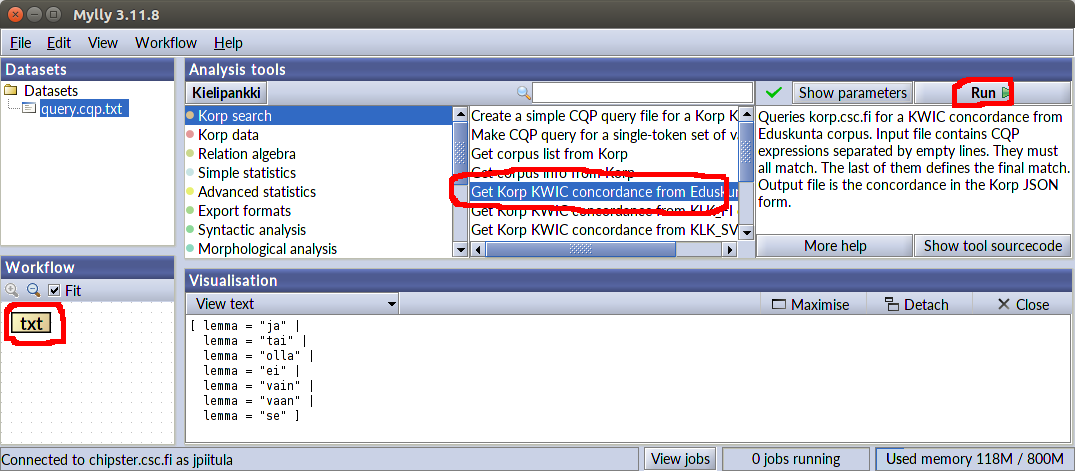 Mylly 3.11.8
File Edit View Workflow Help
Datasets
Datasets
query.cqp.txt
Analysis tools
Kielipankki
Korp search
Korp data
Relation algebra
Simple statistics
Advanced statistics
Export formats
Syntactic analysis
Morphological analysis
Create a simple CQP query file for a Korp K
Make CQP query for a single-token set of v
Get corpus list from Korp
Get corpus info from Korp
Get Korp KWIC concordance from Eduskun
Get Korp KWIC concordance from KLK_FI
Get Korp KWIC concordance from KLK_SV
Show parameters Run
Queries korp.csc.fi for a KWIC concordance from
Eduskunta corpus. Input file contains CQP
expressions separated by empty lines. They must
all match. The last of them defines the final match.
Output file is the concordance in the Korp JSON
form.
More help Show tool sourcecode
Workflow
Fit
txt
Visualisation
View text Maximise Detach Close
[ lemma = "ja" |
lemma = "tai" |
lemma = "olla" |
lemma = "ei" |
lemma = "vain" |
lemma = "vaan" |
lemma = "se" ]
Connected to chipster.csc.fi as jpiitula View jobs 0 jobs running Used memory 118M / 800M